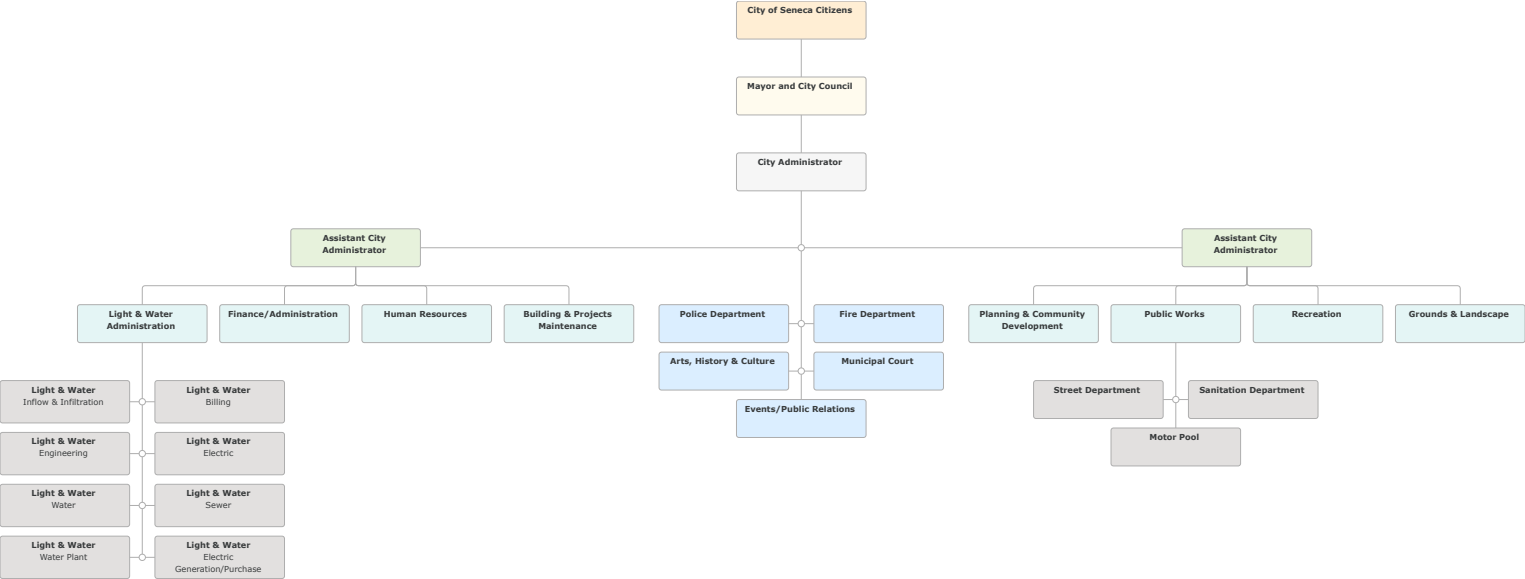 City of Seneca Citizens
Mayor and City Council
City Administrator
Assistant City
Administrator
Assistant City
Administrator
Light & Water
Administration
Finance/Administration
Human Resources
Building & Projects
Maintenance
Police Department
Fire Department
Planning & Community
Development
Public Works
Recreation
Grounds & Landscape
Arts, History & Culture
Municipal Court
Events/Public Relations
Light & Water
Inflow & Infiltration
Light & Water
Billing
Light & Water
Engineering
Light & Water
Electric
Light & Water
Water
Light & Water
Sewer
Light & Water
Water Plant
Light & Water
Electric
Generation/Purchase
Street Department
Sanitation Department
Motor Pool